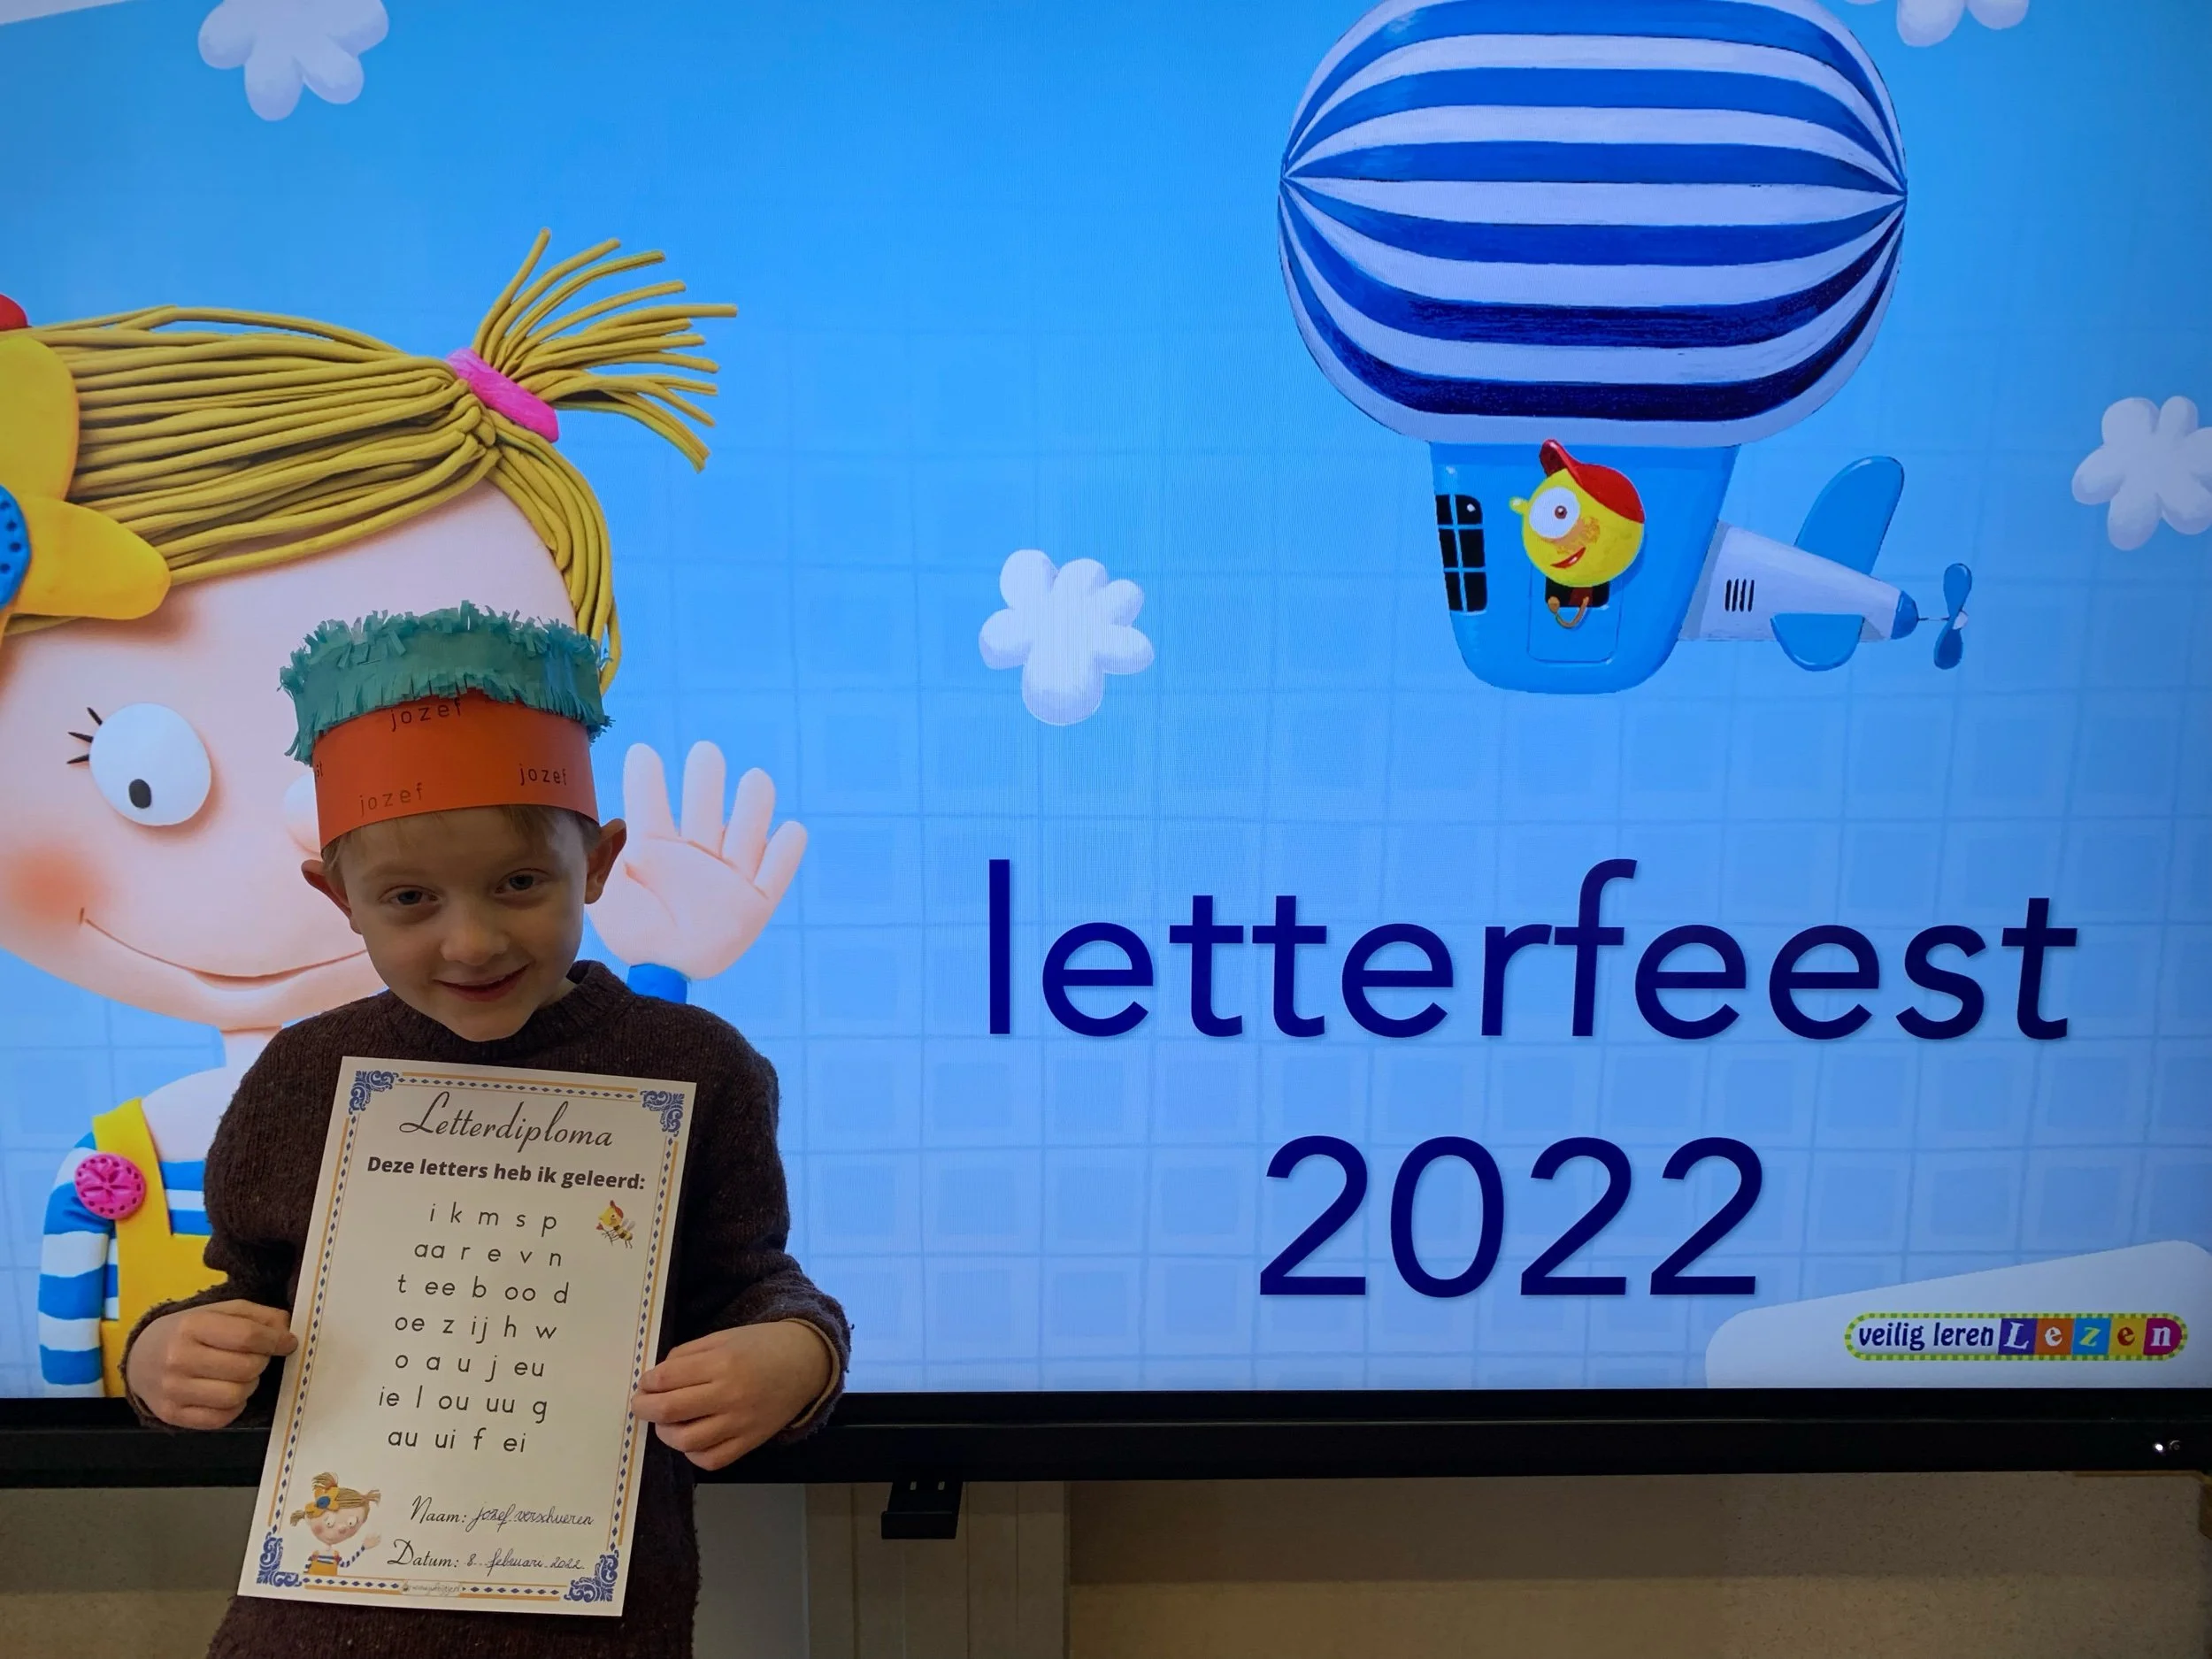 jozef
jozef
jozef
letterfeest
2022
veilig leren Lezen
Letterdiploma
Deze letters heb ik geleerd:
i k m s p
aa r e v n
t ee b oo d
oe z ij h w
o a u j eu
ie l ou uu g
au ui f ei
Naam: jozef verschueren
Datum: 8 februari 2022